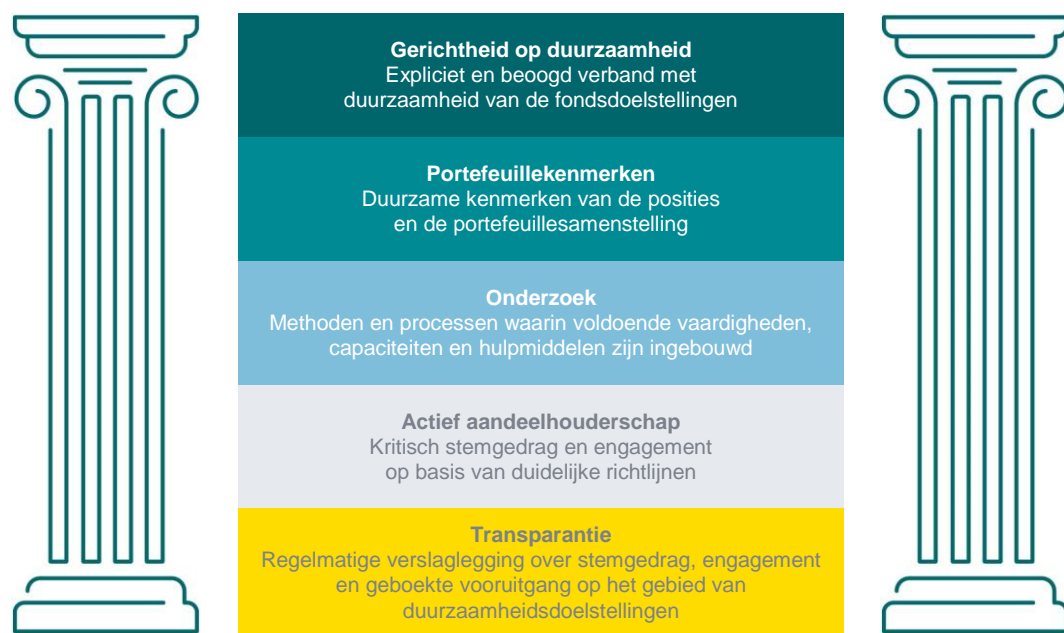 Gerichtheid op duurzaamheid
Expliciet en beoogd verband met
duurzaamheid van de fondsdoelstellingen
Portefeuillekenmerken
Duurzame kenmerken van de posities
en de portefeuillesamenstelling
Onderzoek
Methoden en processen waarin voldoende vaardigheden,
capaciteiten en hulpmiddelen zijn ingebouwd
Actief aandeelhouderschap
Kritisch stemgedrag en engagement
op basis van duidelijke richtlijnen
Transparantie
Regelmatige verslaglegging over stemgedrag, engagement
en geboekte vooruitgang op het gebied van
duurzaamheidsdoelstellingen